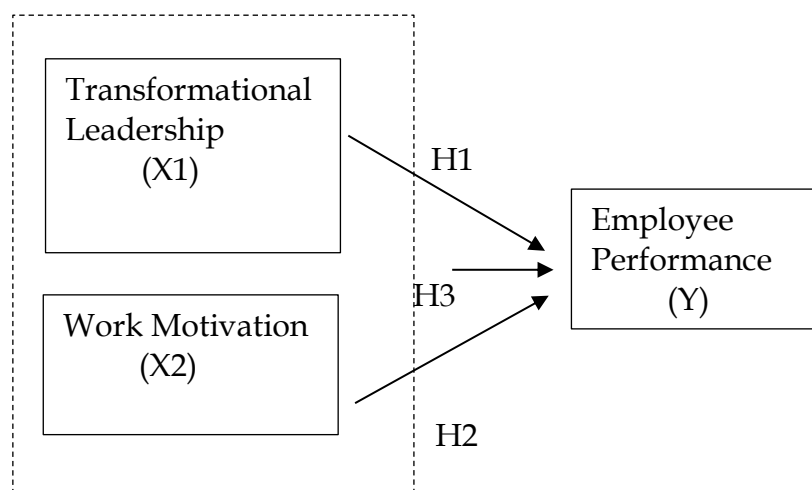 Transformational
Leadership
(X1)
H1
Employee
Performance
(Y)
H3
Work Motivation
(X2)
H2